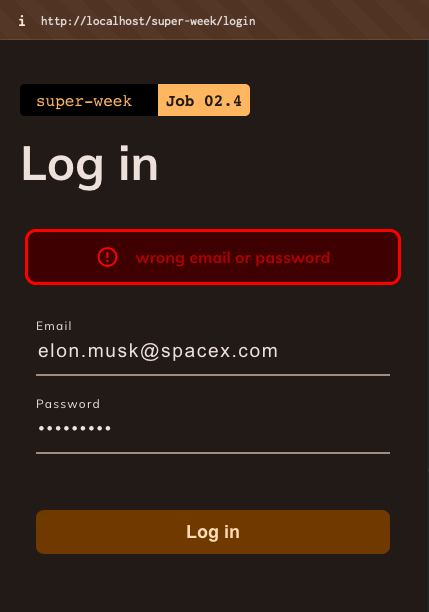 i http://localhost/super-week/login
super-week Job 02.4
Log in
wrong email or password
Email
elon.musk@spacex.com
Password
•••••••••
Log in